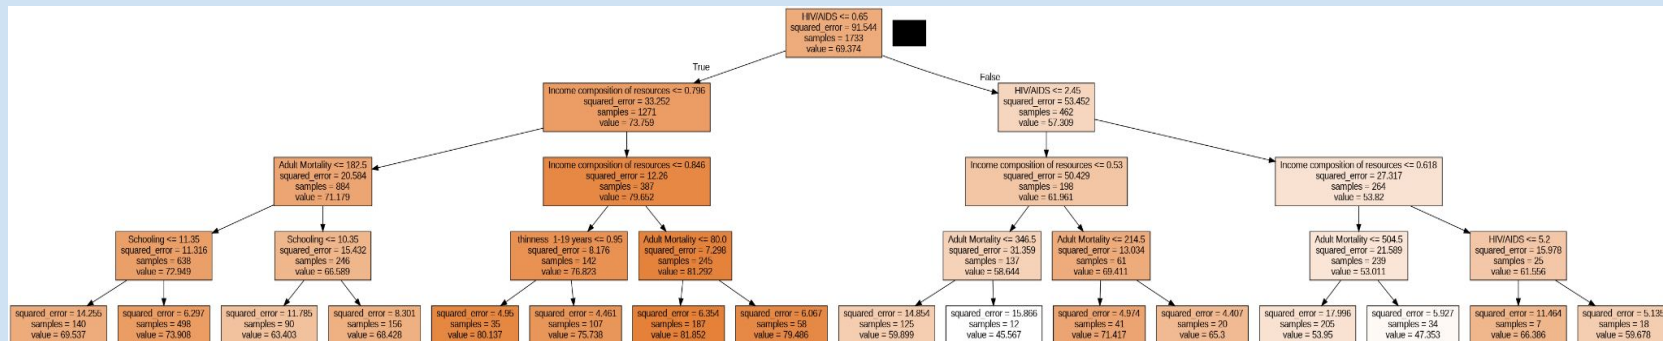 HIV/AIDS <= 0.65
squared_error = 91.544
samples = 1733
value = 69.374
True
False
Income composition of resources <= 0.796
squared_error = 33.252
samples = 1271
value = 73.759
HIV/AIDS <= 2.45
squared_error = 53.452
samples = 462
value = 57.309
Adult Mortality <= 182.5
squared_error = 20.584
samples = 884
value = 71.179
Income composition of resources <= 0.846
squared_error = 12.26
samples = 387
value = 79.652
Income composition of resources <= 0.53
squared_error = 50.429
samples = 198
value = 61.961
Income composition of resources <= 0.618
squared_error = 27.317
samples = 264
value = 53.82
Schooling <= 11.35
squared_error = 11.316
samples = 638
value = 72.949
Schooling <= 10.35
squared_error = 15.432
samples = 246
value = 66.589
thinness  1-19 years <= 0.95
squared_error = 8.176
samples = 142
value = 76.823
Adult Mortality <= 80.0
squared_error = 7.298
samples = 245
value = 81.292
Adult Mortality <= 346.5
squared_error = 31.359
samples = 137
value = 58.644
Adult Mortality <= 214.5
squared_error = 13.034
samples = 61
value = 69.411
Adult Mortality <= 504.5
squared_error = 21.589
samples = 239
value = 53.011
HIV/AIDS <= 5.2
squared_error = 15.978
samples = 25
value = 61.556
squared_error = 14.255
samples = 140
value = 69.537
squared_error = 6.297
samples = 498
value = 73.908
squared_error = 11.785
samples = 90
value = 63.403
squared_error = 8.301
samples = 156
value = 68.428
squared_error = 4.95
samples = 35
value = 80.137
squared_error = 4.461
samples = 107
value = 75.738
squared_error = 6.354
samples = 187
value = 81.852
squared_error = 6.067
samples = 58
value = 79.486
squared_error = 14.854
samples = 125
value = 59.899
squared_error = 15.866
samples = 12
value = 45.567
squared_error = 4.974
samples = 41
value = 71.417
squared_error = 4.407
samples = 20
value = 65.3
squared_error = 17.996
samples = 205
value = 53.95
squared_error = 5.927
samples = 34
value = 47.353
squared_error = 11.464
samples = 7
value = 66.386
squared_error = 5.135
samples = 18
value = 59.678